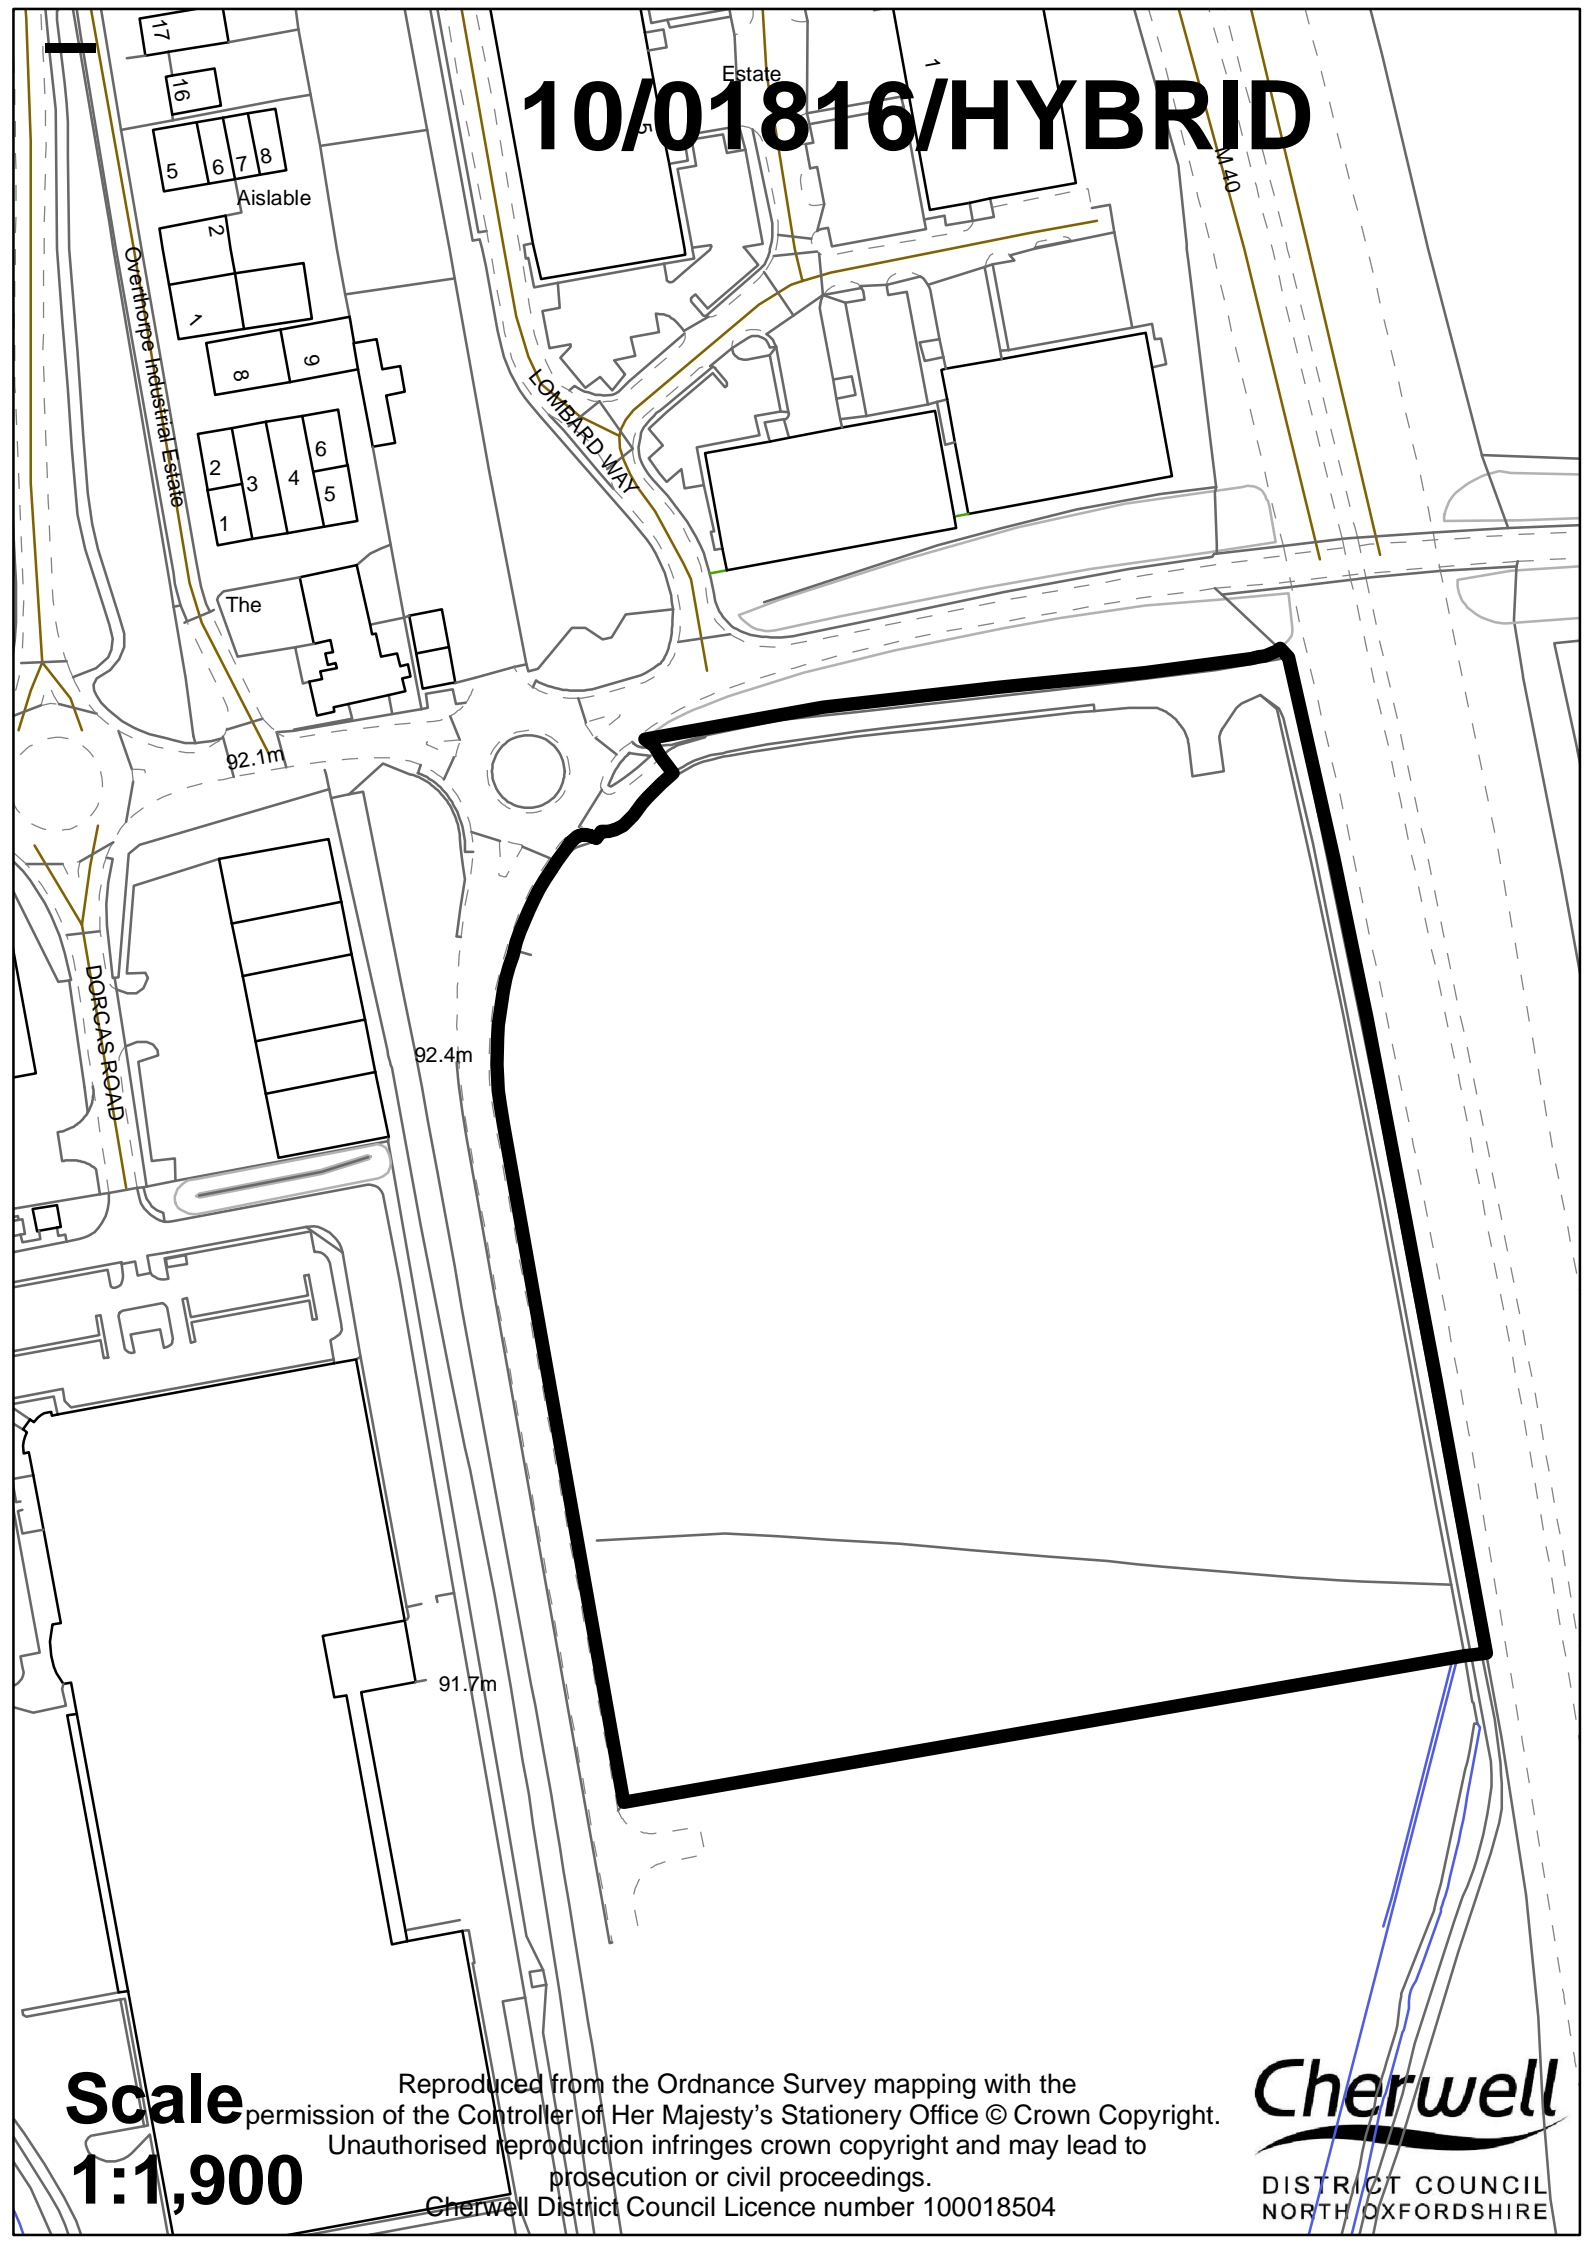 10/01816/HYBRID
17
16
5
6
7
8
Aislable
2
1
8
9
2
3
4
6
5
1
The
Overthorpe Industrial Estate
Estate
5
1
M 40
LOMBARD WAY
92.1m
DORCAS ROAD
92.4m
91.7m
Scale
1:1,900
Reproduced from the Ordnance Survey mapping with the
permission of the Controller of Her Majesty's Stationery Office © Crown Copyright.
Unauthorised reproduction infringes crown copyright and may lead to
prosecution or civil proceedings.
Cherwell District Council Licence number 100018504
Cherwell
DISTRICT COUNCIL
NORTH OXFORDSHIRE